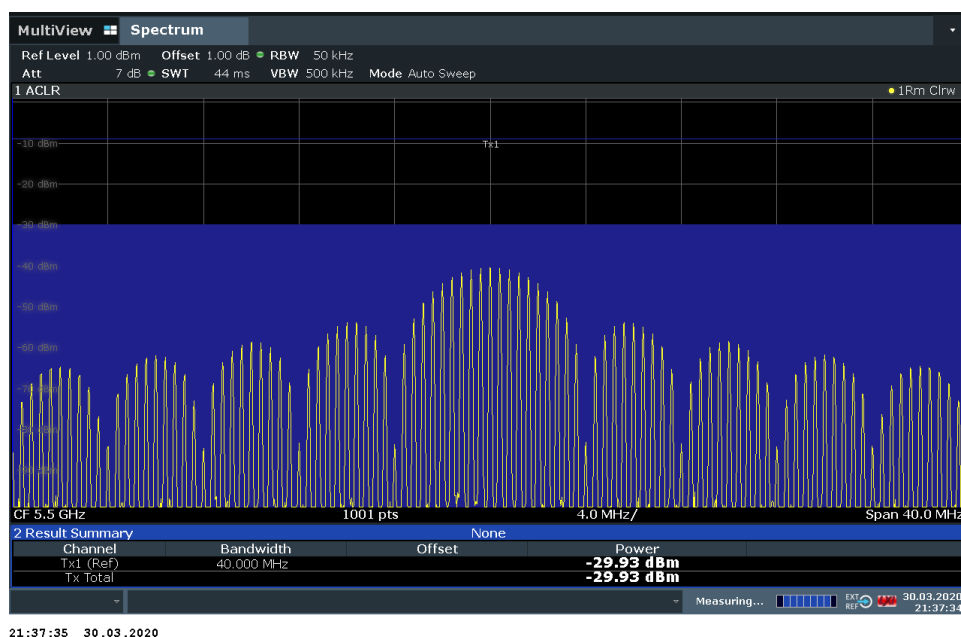 MultiView Spectrum
Ref Level 1.00 dBm Offset 1.00 dB RBW 50 kHz
Att 7 dB SWT 44 ms VBW 500 kHz Mode Auto Sweep
1 ACLR 1Rm Clrw
-10 dBm
Tx1
-20 dBm
-30 dBm
-40 dBm
-50 dBm
-60 dBm
CF 5.5 GHz 1001 pts 4.0 MHz/ Span 40.0 MHz
2 Result Summary None
Channel Bandwidth Offset Power
Tx1 (Ref) 40.000 MHz -29.93 dBm
Tx Total -29.93 dBm
Measuring... EXT REF 30.03.2020
21:37:34
21:37:35 30.03.2020